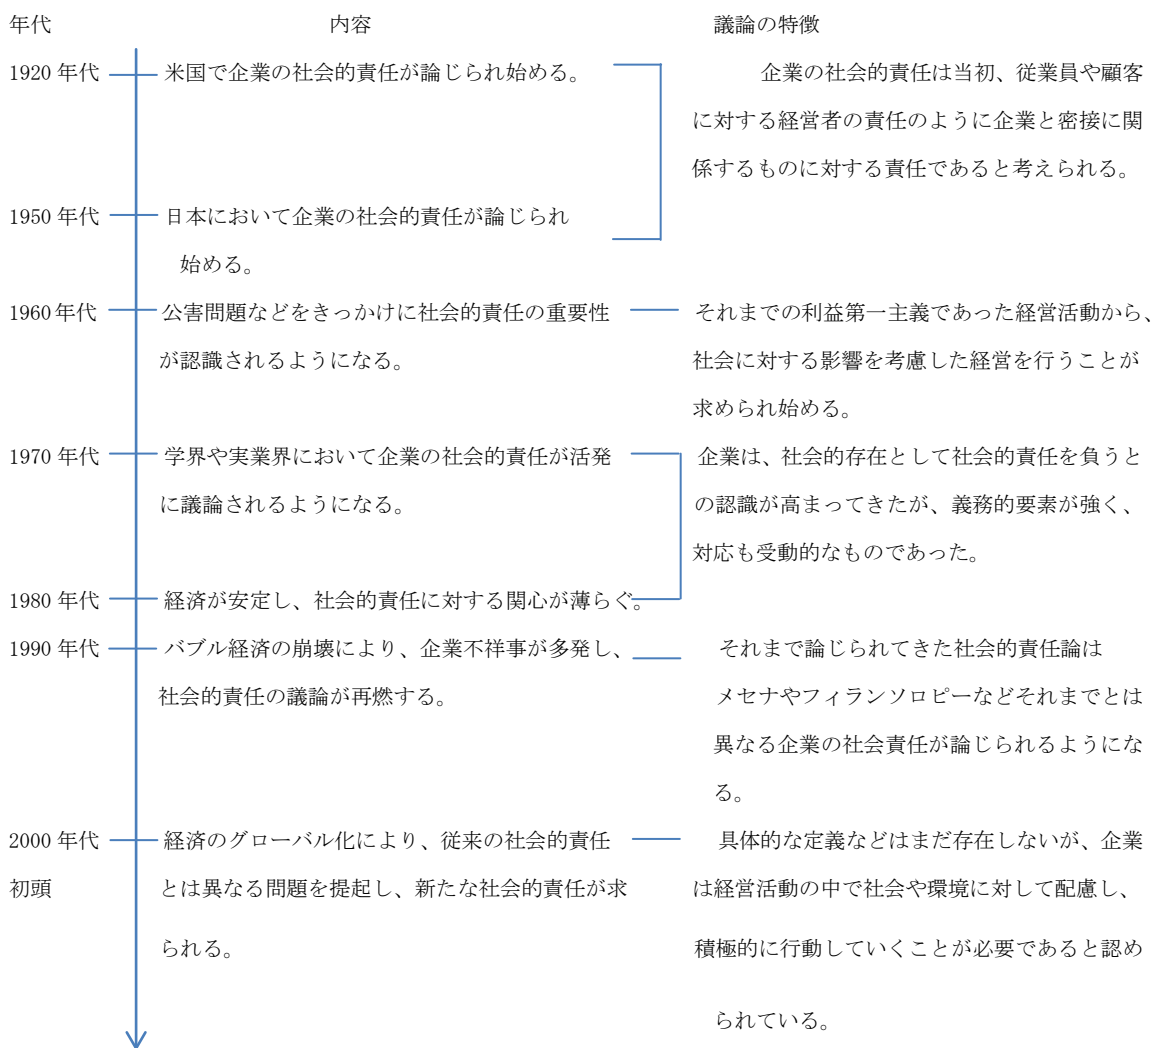 年代 内容 議論の特徴
1920 年代 米国で企業の社会的責任が論じられ始める。 企業の社会的責任は当初、従業員や顧客
に対する経営者の責任のように企業と密接に関
係するものに対する責任であると考えられる。
1950 年代 日本において企業の社会的責任が論じられ
始める。
1960 年代 公害問題などをきっかけに社会的責任の重要性 それまでの利益第一主義であった経営活動から、
が認識されるようになる。 社会に対する影響を考慮した経営を行うことが
求められ始める。
1970 年代 学界や実業界において企業の社会的責任が活発 企業は、社会的存在として社会的責任を負うと
に議論されるようになる。 の認識が高まってきたが、義務的要素が強く、
対応も受動的なものであった。
1980 年代 経済が安定し、社会的責任に対する関心が薄らぐ。
1990 年代 バブル経済の崩壊により、企業不祥事が多発し、 それまで論じられてきた社会的責任論は
社会的責任の議論が再燃する。 メセナやフィランソロピーなどそれまでとは
異なる企業の社会責任が論じられるようにな
る。
2000 年代 経済のグローバル化により、従来の社会的責任 具体的な定義などはまだ存在しないが、企業
初頭 とは異なる問題を提起し、新たな社会的責任が求 は経営活動の中で社会や環境に対して配慮し、
られる。 積極的に行動していくことが必要であると認め
られている。